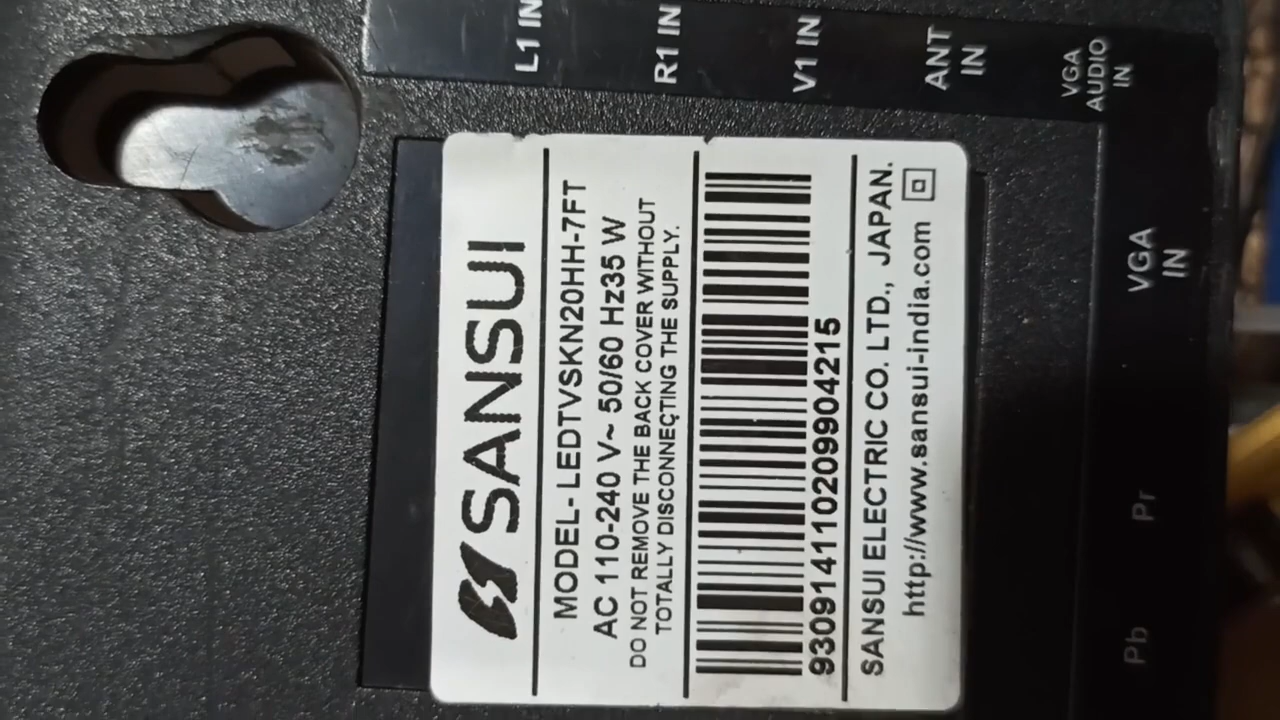 SANSUI
MODEL- LEDTVSKN20HH-7FT
AC 110-240 V~ 50/60 Hz35 W
DO NOT REMOVE THE BACK COVER WITHOUT
TOTALLY DISCONNECTING THE SUPPLY.
930914110209904215
SANSUI ELECTRIC CO. LTD., JAPAN.
http://www.sansui-india.com
L1 IN
R1 IN
V1 IN
ANT
IN
VGA
AUDIO
IN
VGA
IN
Pr
Pb